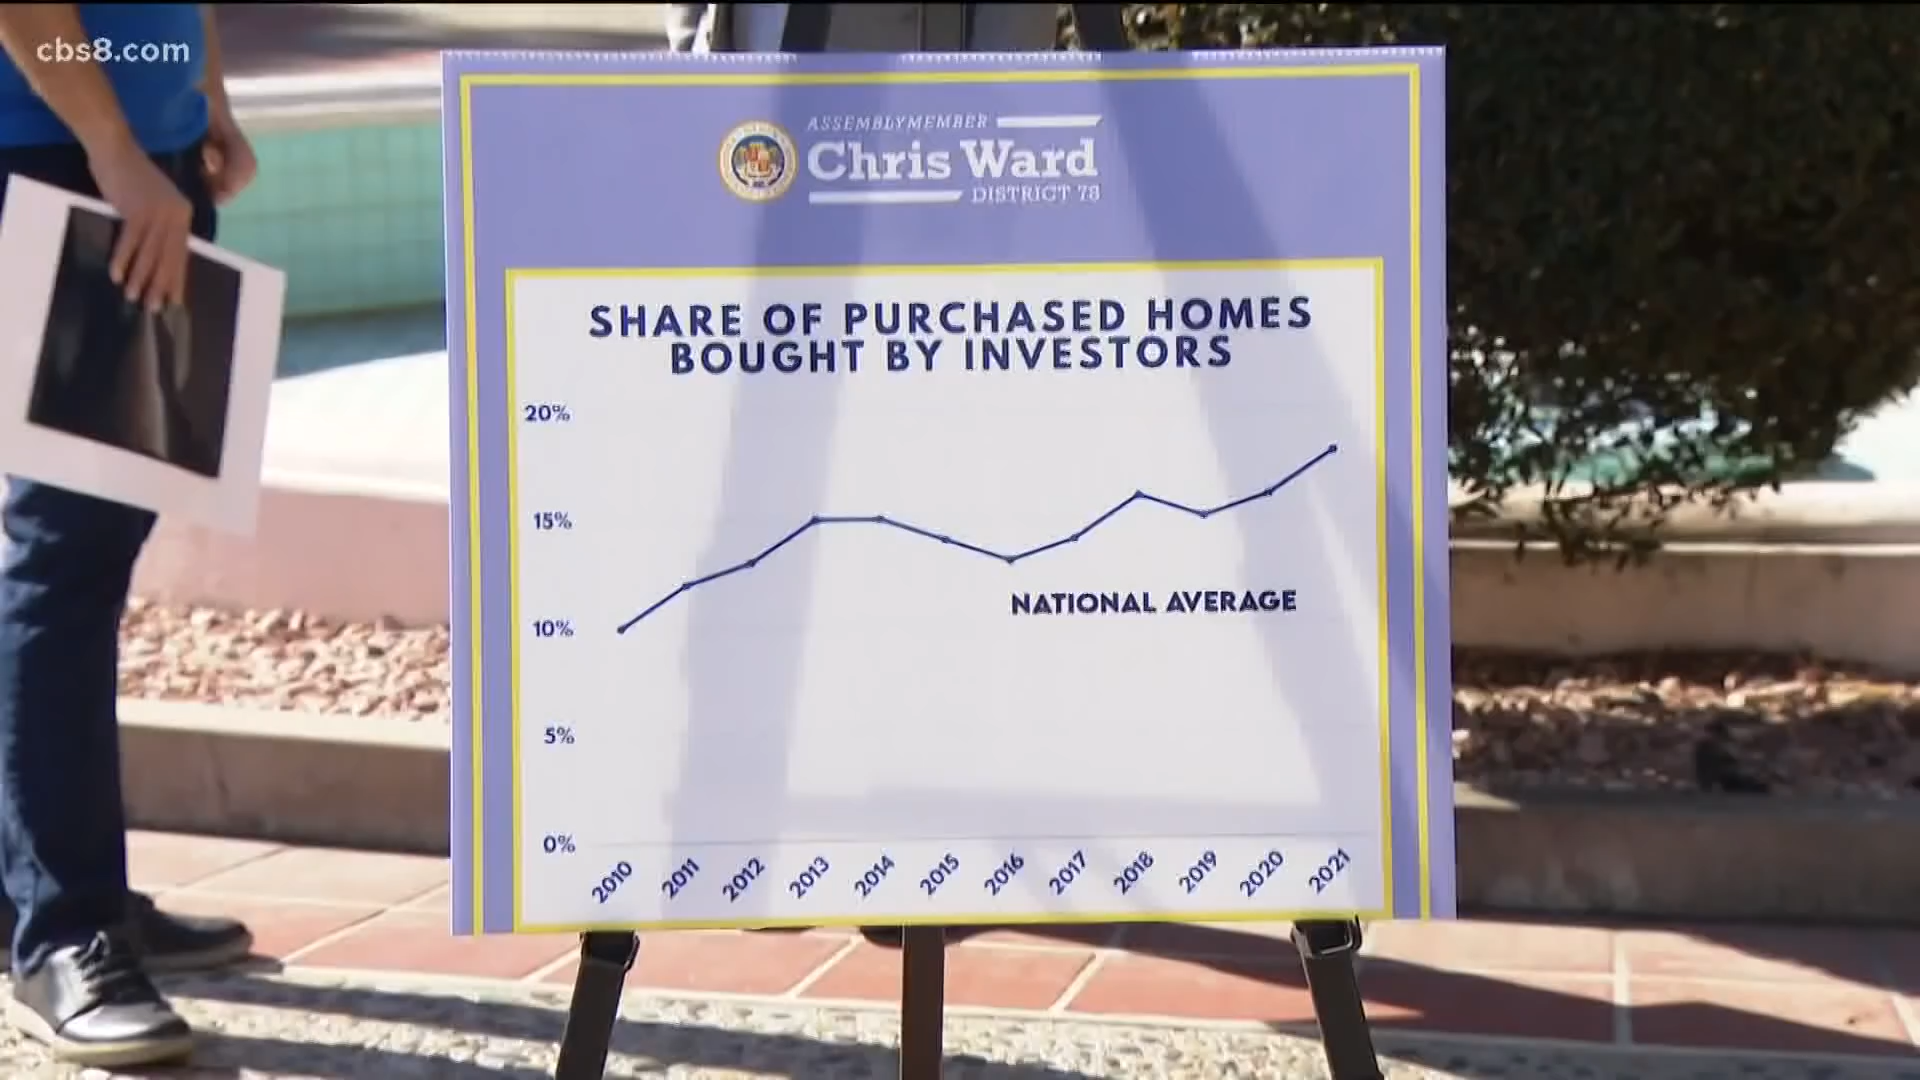 cbs8.com
ASSEMBLYMEMBER
Chris Ward
DISTRICT 78
SHARE OF PURCHASED HOMES
BOUGHT BY INVESTORS
20%
15%
10%
5%
0%
NATIONAL AVERAGE
2010 2011 2012 2013 2014 2015 2016 2017 2018 2019 2020 2021